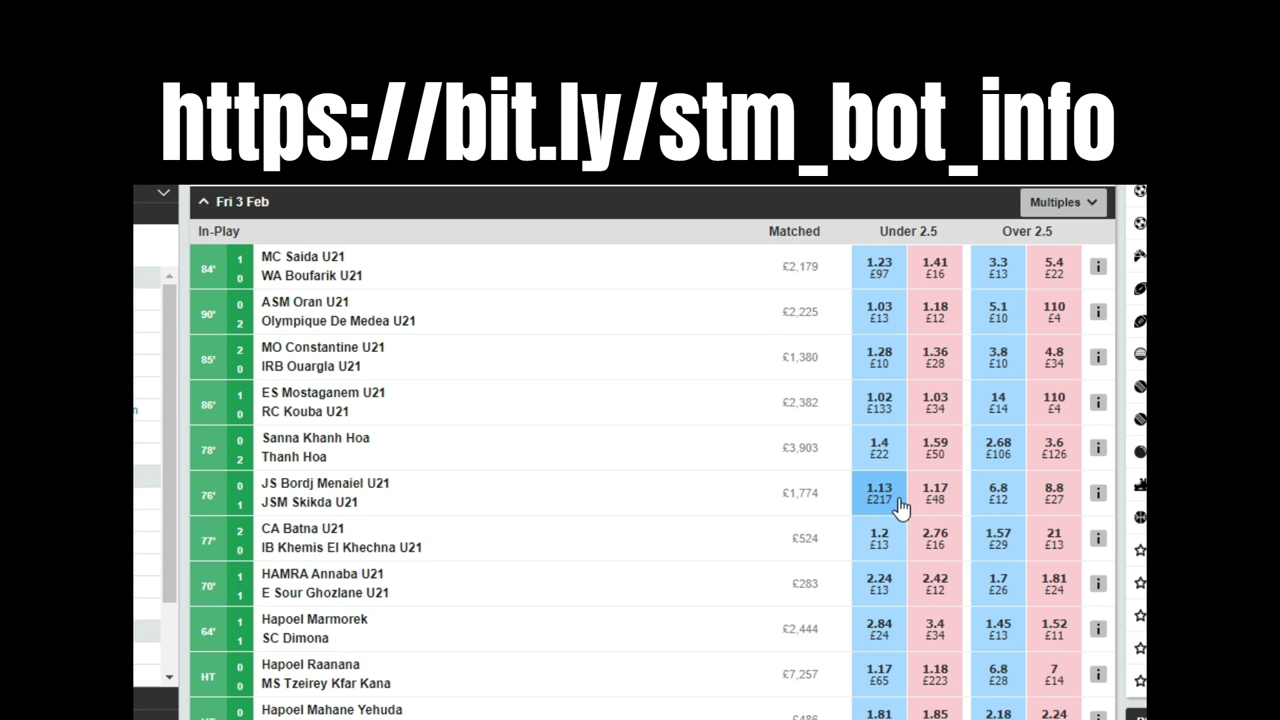 https://bit.ly/stm_bot_info
Fri 3 Feb
Multiples
In-Play
Matched
Under 2.5
Over 2.5
84'
1
0
MC Saida U21
WA Boufarik U21
£2,179
1.23 1.41 3.3 5.4
£97 £16 £13 £22
90'
0
2
ASM Oran U21
Olympique De Medea U21
£2,225
1.03 1.18 5.1 110
£13 £12 £10 £4
85'
2
0
MO Constantine U21
IRB Ouargla U21
£1,380
1.28 1.36 3.8 4.8
£10 £28 £10 £34
86'
1
0
ES Mostaganem U21
RC Kouba U21
£2,382
1.02 1.03 14 110
£133 £34 £14 £4
78'
0
2
Sanna Khanh Hoa
Thanh Hoa
£3,903
1.4 1.59 2.68 3.6
£22 £50 £106 £126
76'
0
1
JS Bordj Menaiel U21
JSM Skikda U21
£1,774
1.13 1.17 6.8 8.8
£217 £48 £12 £27
77'
2
0
CA Batna U21
IB Khemis El Khechna U21
£524
1.2 2.76 1.57 21
£13 £16 £29 £13
70'
1
1
HAMRA Annaba U21
E Sour Ghozlane U21
£283
2.24 2.42 1.7 1.81
£13 £12 £26 £24
64'
1
1
Hapoel Marmorek
SC Dimona
£2,444
2.84 3.4 1.45 1.52
£24 £34 £13 £11
HT
0
0
Hapoel Raanana
MS Tzeirey Kfar Kana
£7,257
1.17 1.18 6.8 7
£65 £223 £28 £14
Hapoel Mahane Yehuda
1.81 1.85 2.18 2.24